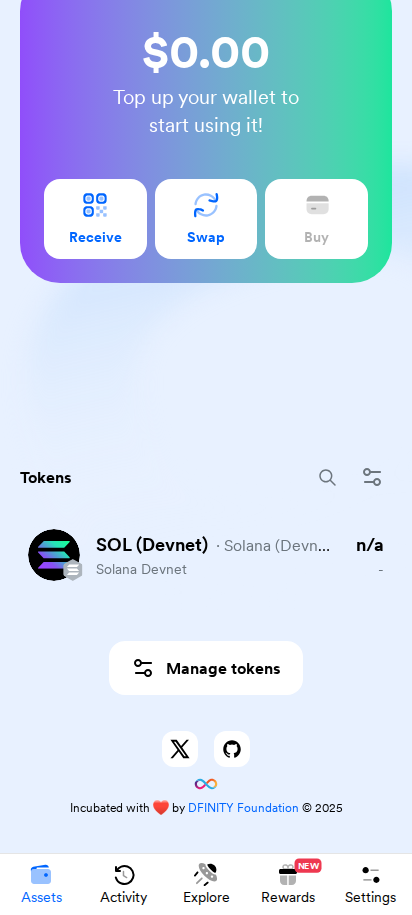 $0.00
Top up your wallet to
start using it!
Receive
Swap
Buy
Tokens
SOL (Devnet) · Solana (Devn... n/a
Solana Devnet -
Manage tokens
Incubated with ❤️ by DFINITY Foundation © 2025
NEW
Assets
Activity
Explore
Rewards
Settings